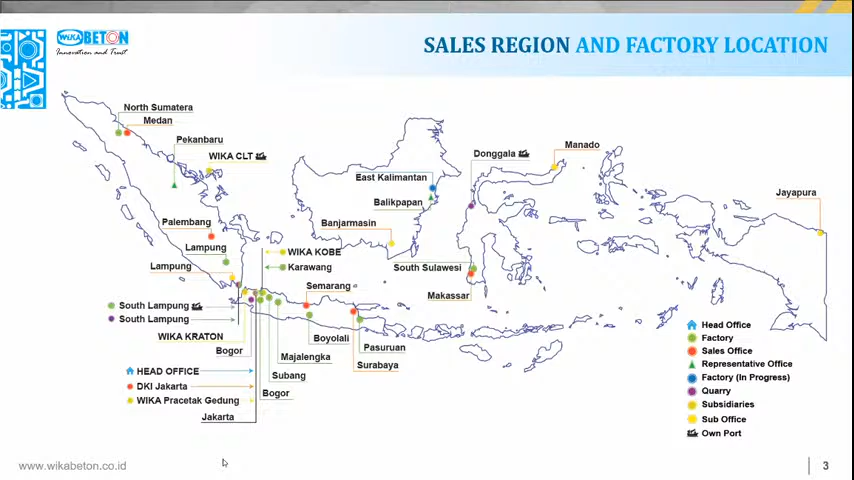 WIKA BETON
Innovation and Trust
SALES REGION AND FACTORY LOCATION
North Sumatera
Medan
Pekanbaru
WIKA CLT
Donggala
Manado
East Kalimantan
Balikpapan
Jayapura
Palembang
Banjarmasin
Lampung
WIKA KOBE
Lampung
Karawang
South Sulawesi
Semarang
Makassar
South Lampung
South Lampung
WIKA KRATON
Boyolali
Pasuruan
Bogor
Majalengka
Surabaya
HEAD OFFICE
Subang
DKI Jakarta
Bogor
WIKA Pracetak Gedung
Jakarta
Head Office
Factory
Sales Office
Representative Office
Factory (In Progress)
Quarry
Subsidiaries
Sub Office
Own Port
www.wikabeton.co.id
3